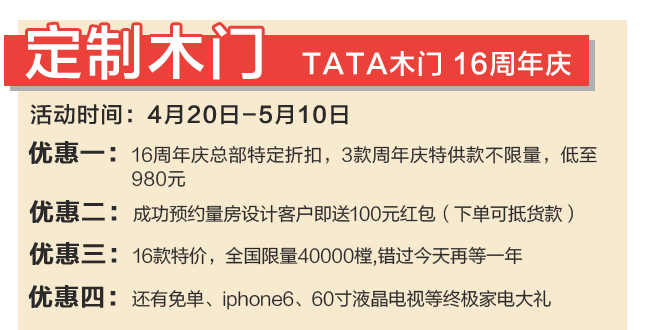 定制木门 TATA木门 16周年庆
活动时间：4月20日-5月10日
优惠一：16周年庆总部特定折扣，3款周年庆特供款不限量，低至
980元
优惠二：成功预约量房设计客户即送100元红包（下单可抵货款）
优惠三：16款特价，全国限量40000樘,错过今天再等一年
优惠四：还有免单、iphone6、60寸液晶电视等终极家电大礼